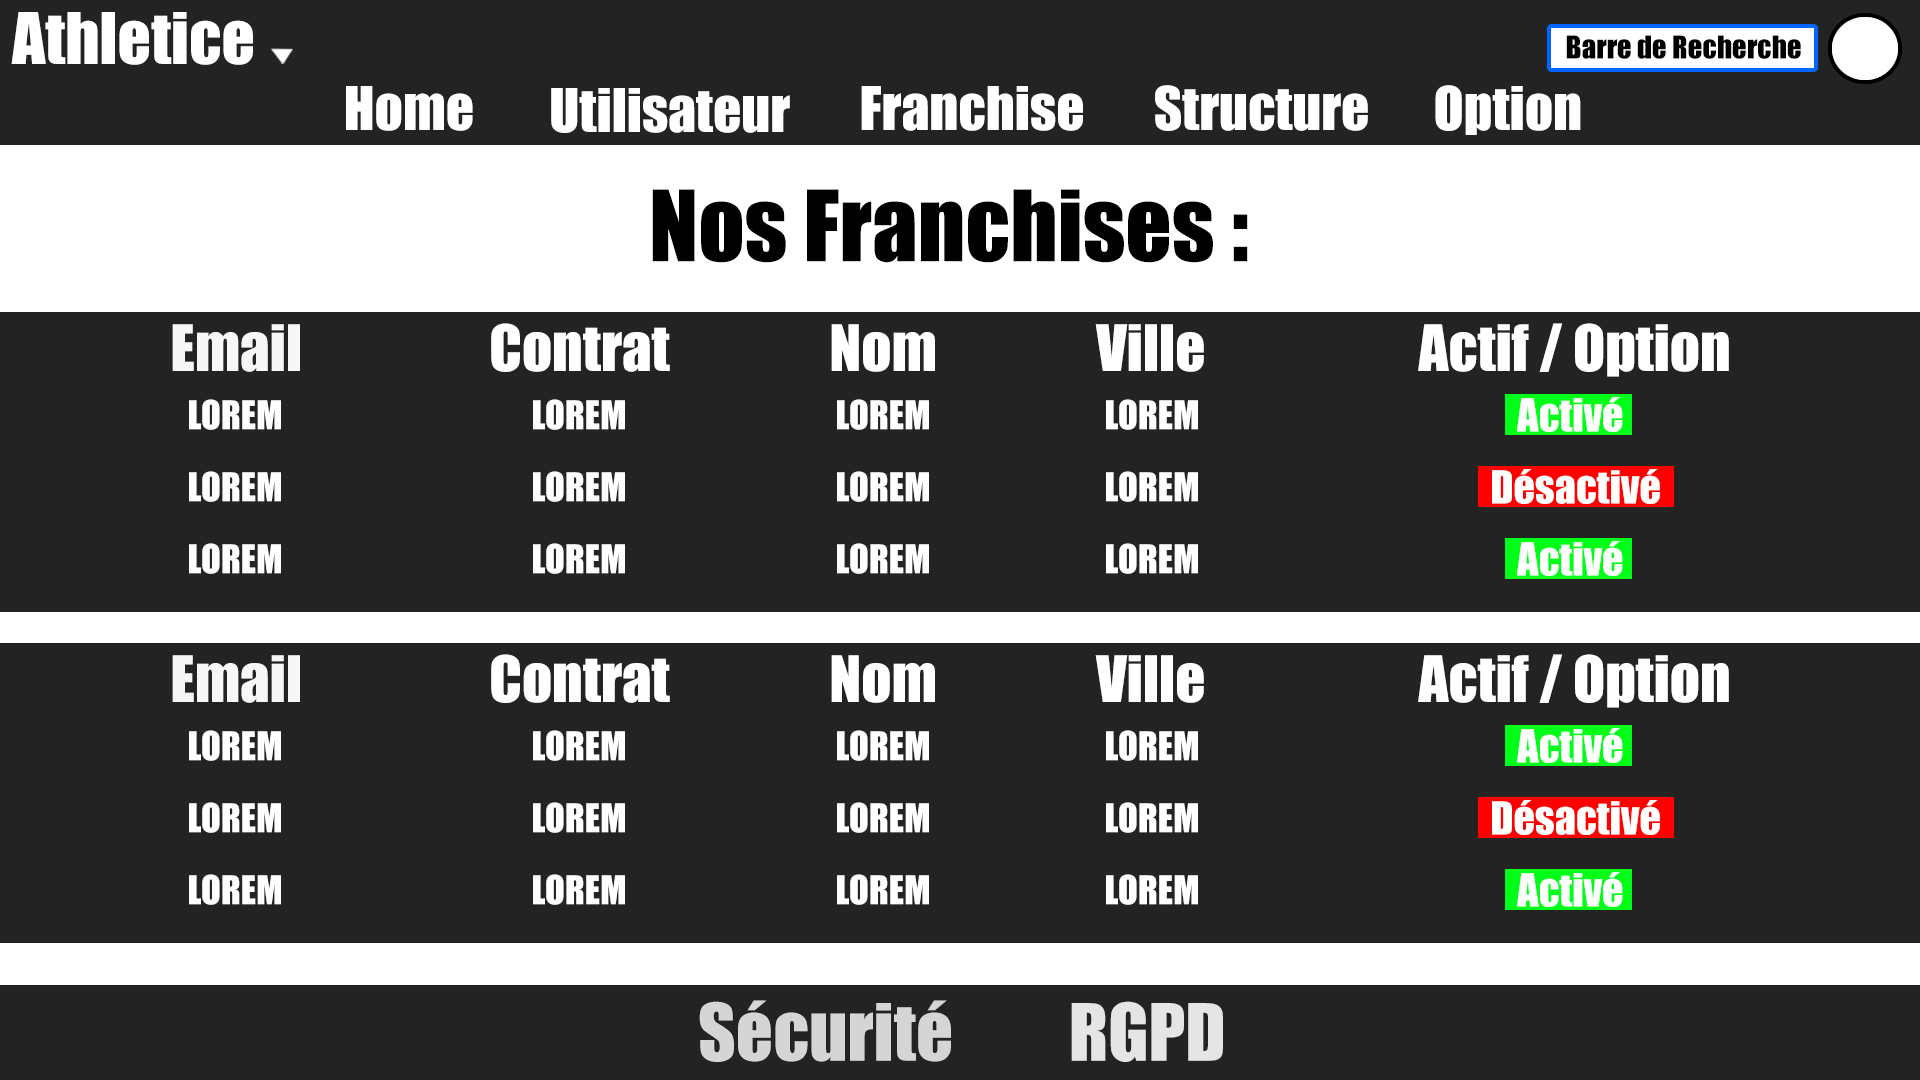 Athletice
Barre de Recherche
Home Utilisateur Franchise Structure Option
Nos Franchises :
Email Contrat Nom Ville Actif / Option
LOREM LOREM LOREM LOREM Activé
LOREM LOREM LOREM LOREM Désactivé
LOREM LOREM LOREM LOREM Activé
Email Contrat Nom Ville Actif / Option
LOREM LOREM LOREM LOREM Activé
LOREM LOREM LOREM LOREM Désactivé
LOREM LOREM LOREM LOREM Activé
Sécurité RGPD